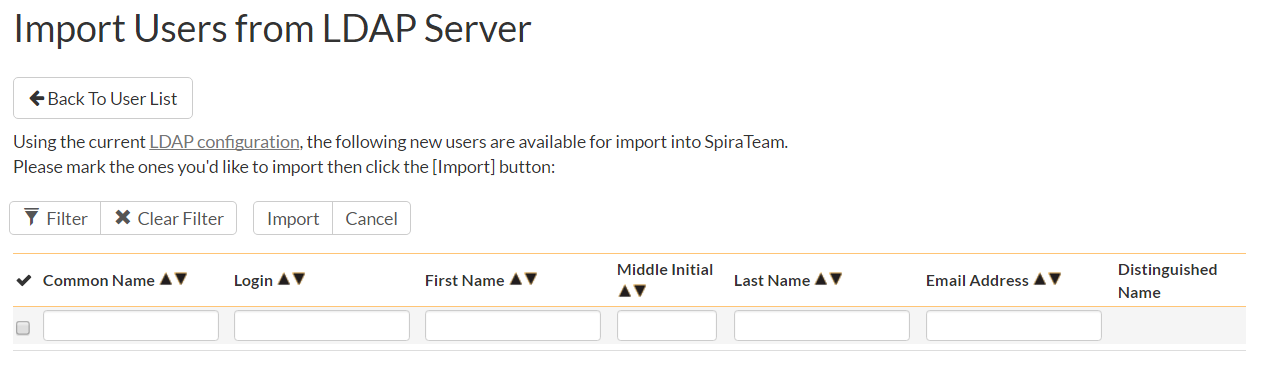 Import Users from LDAP Server
Back To User List
Using the current LDAP configuration, the following new users are available for import into SpiraTeam.
Please mark the ones you'd like to import then click the [Import] button:
Filter Clear Filter Import Cancel
Common Name Login First Name Middle Initial Last Name Email Address Distinguished Name